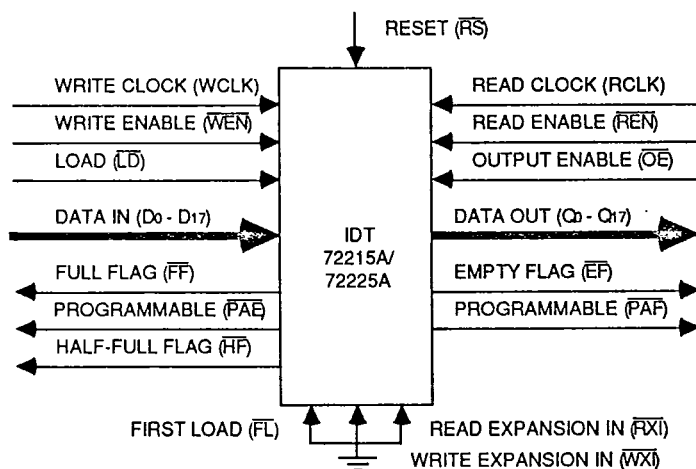 RESET (RS)
WRITE CLOCK (WCLK)
WRITE ENABLE (WEN)
LOAD (LD)
DATA IN (D0 - D17)
FULL FLAG (FF)
PROGRAMMABLE (PAE)
HALF-FULL FLAG (HF)
IDT
72215A/
72225A
READ CLOCK (RCLK)
READ ENABLE (REN)
OUTPUT ENABLE (OE)
DATA OUT (Q0 - Q17)
EMPTY FLAG (EF)
PROGRAMMABLE (PAF)
FIRST LOAD (FL)
READ EXPANSION IN (RXI)
WRITE EXPANSION IN (WXI)